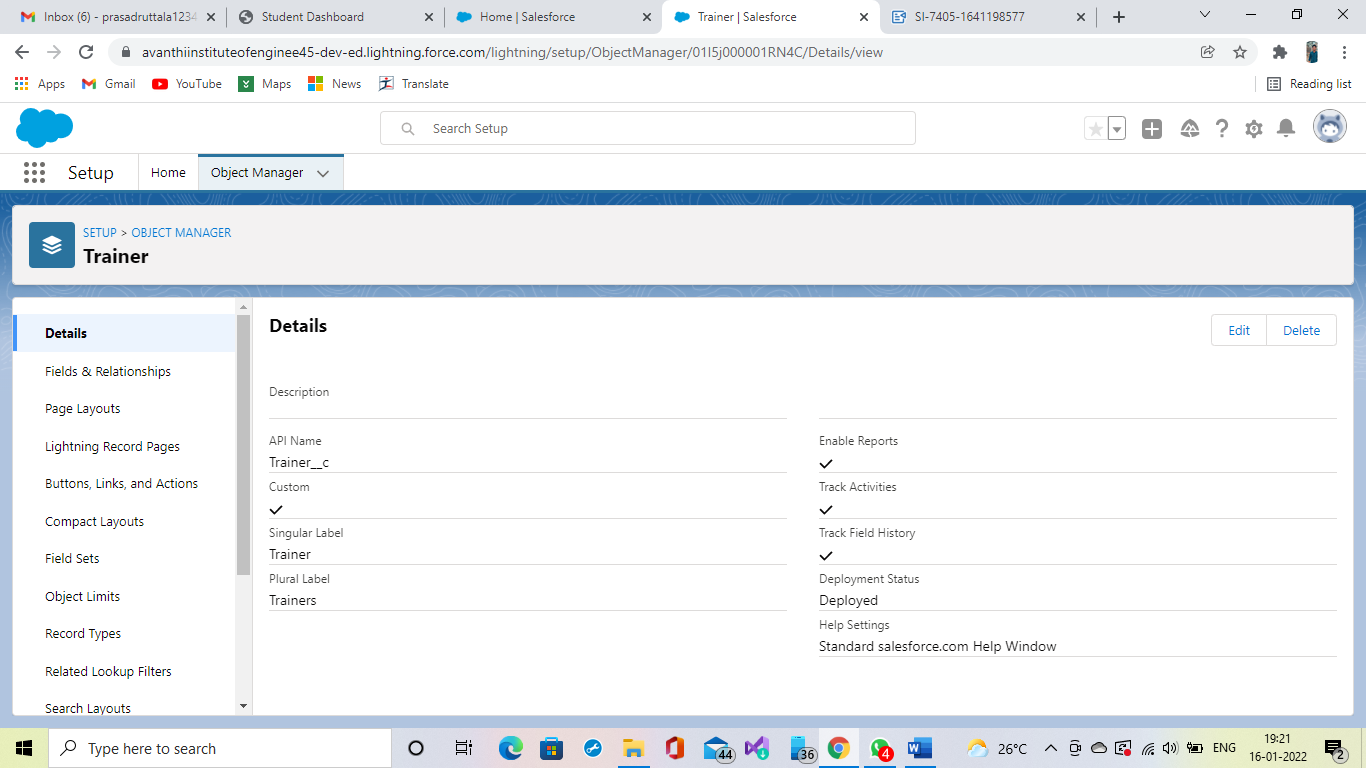 Inbox (6) - prasadruttala1234
Student Dashboard
Home | Salesforce
Trainer | Salesforce
SI-7405-1641198577
avanthiinstituteofenginee45-dev-ed.lightning.force.com/lightning/setup/ObjectManager/01I5j000001RN4C/Details/view
Apps
Gmail
YouTube
Maps
News
Translate
Reading list
Search Setup
Setup
Home
Object Manager
SETUP > OBJECT MANAGER
Trainer
Details
Fields & Relationships
Page Layouts
Lightning Record Pages
Buttons, Links, and Actions
Compact Layouts
Field Sets
Object Limits
Record Types
Related Lookup Filters
Search Layouts
Details
Edit
Delete
Description
API Name
Trainer__c
Custom
Singular Label
Trainer
Plural Label
Trainers
Enable Reports
Track Activities
Track Field History
Deployment Status
Deployed
Help Settings
Standard salesforce.com Help Window
Type here to search
44
36
4
26°C
ENG
19:21
16-01-2022
2